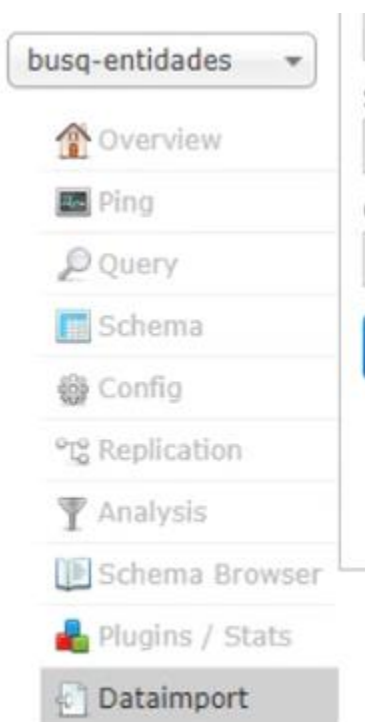 busq-entidades
Overview
Ping
Query
Schema
Config
Replication
Analysis
Schema Browser
Plugins / Stats
Dataimport